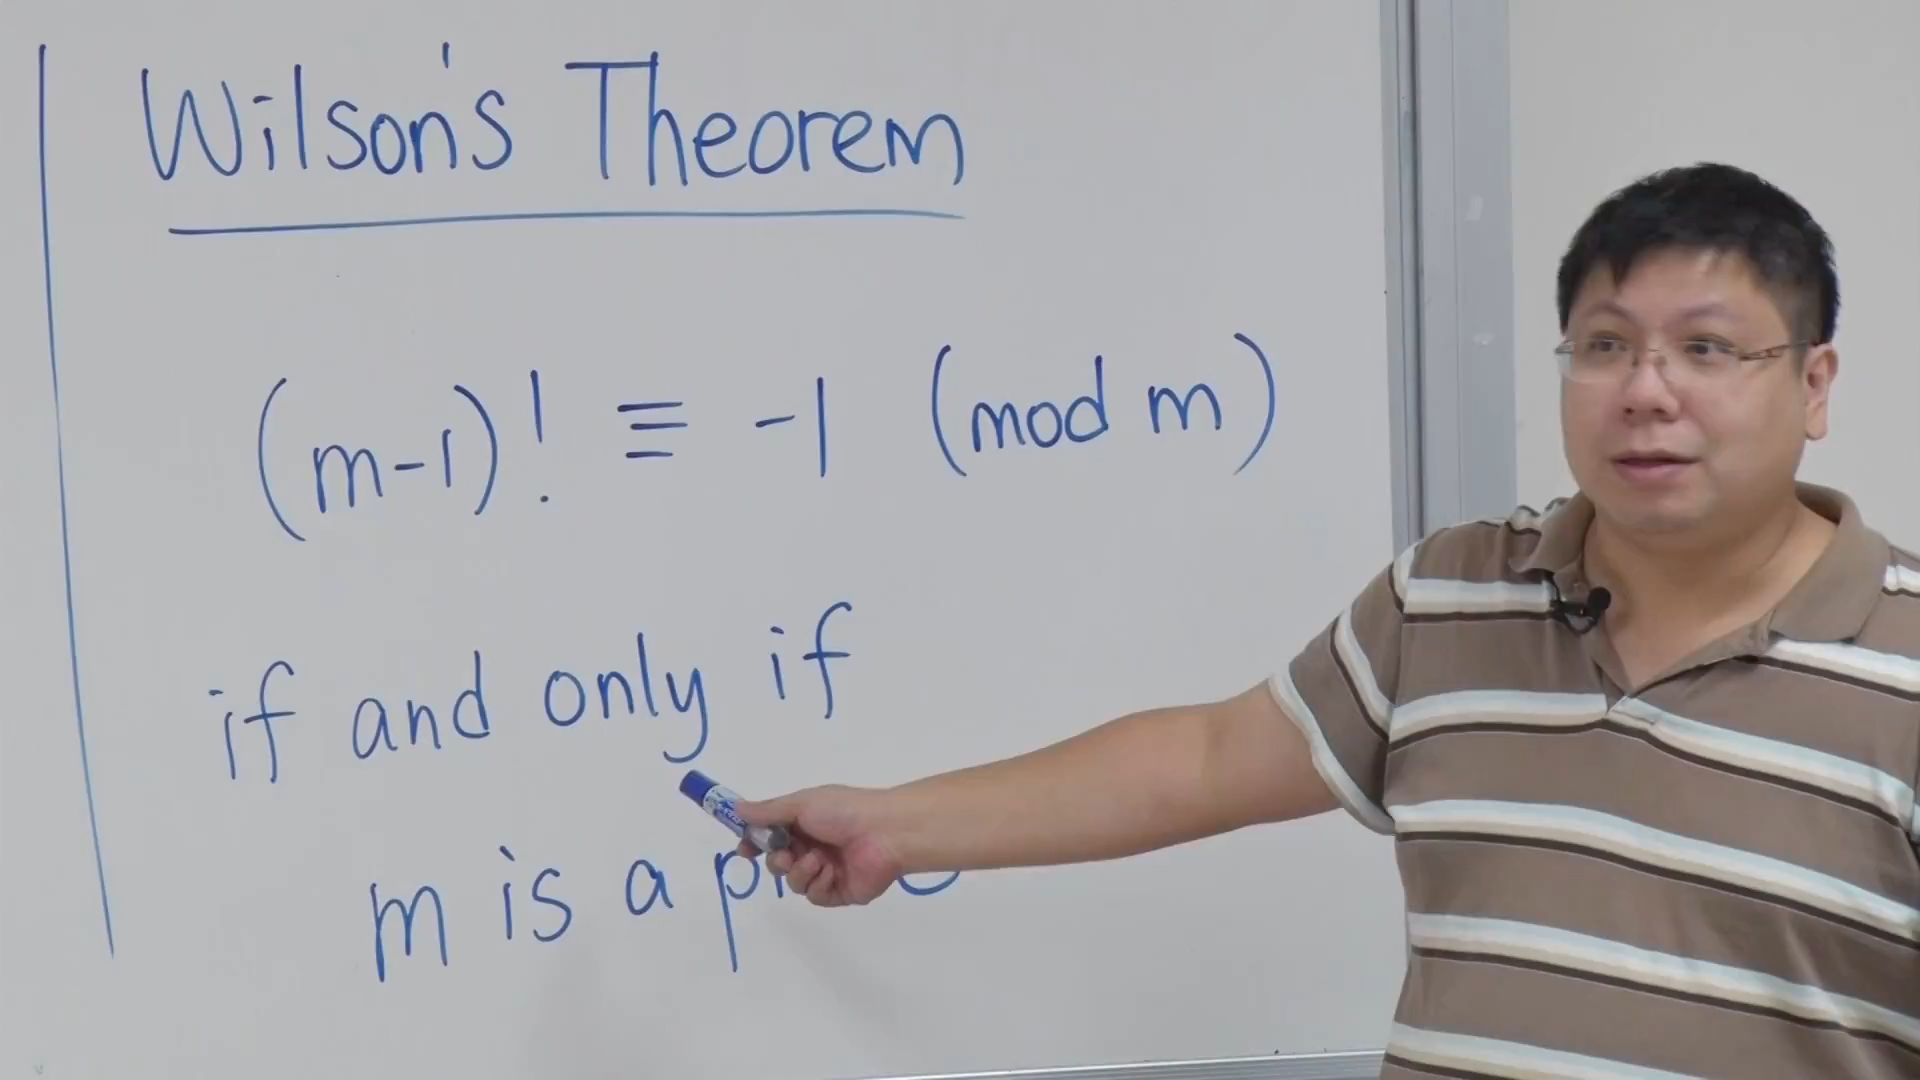 Wilson's Theorem
(m-1)! ≡ -1 (mod m)
if and only if
m is a